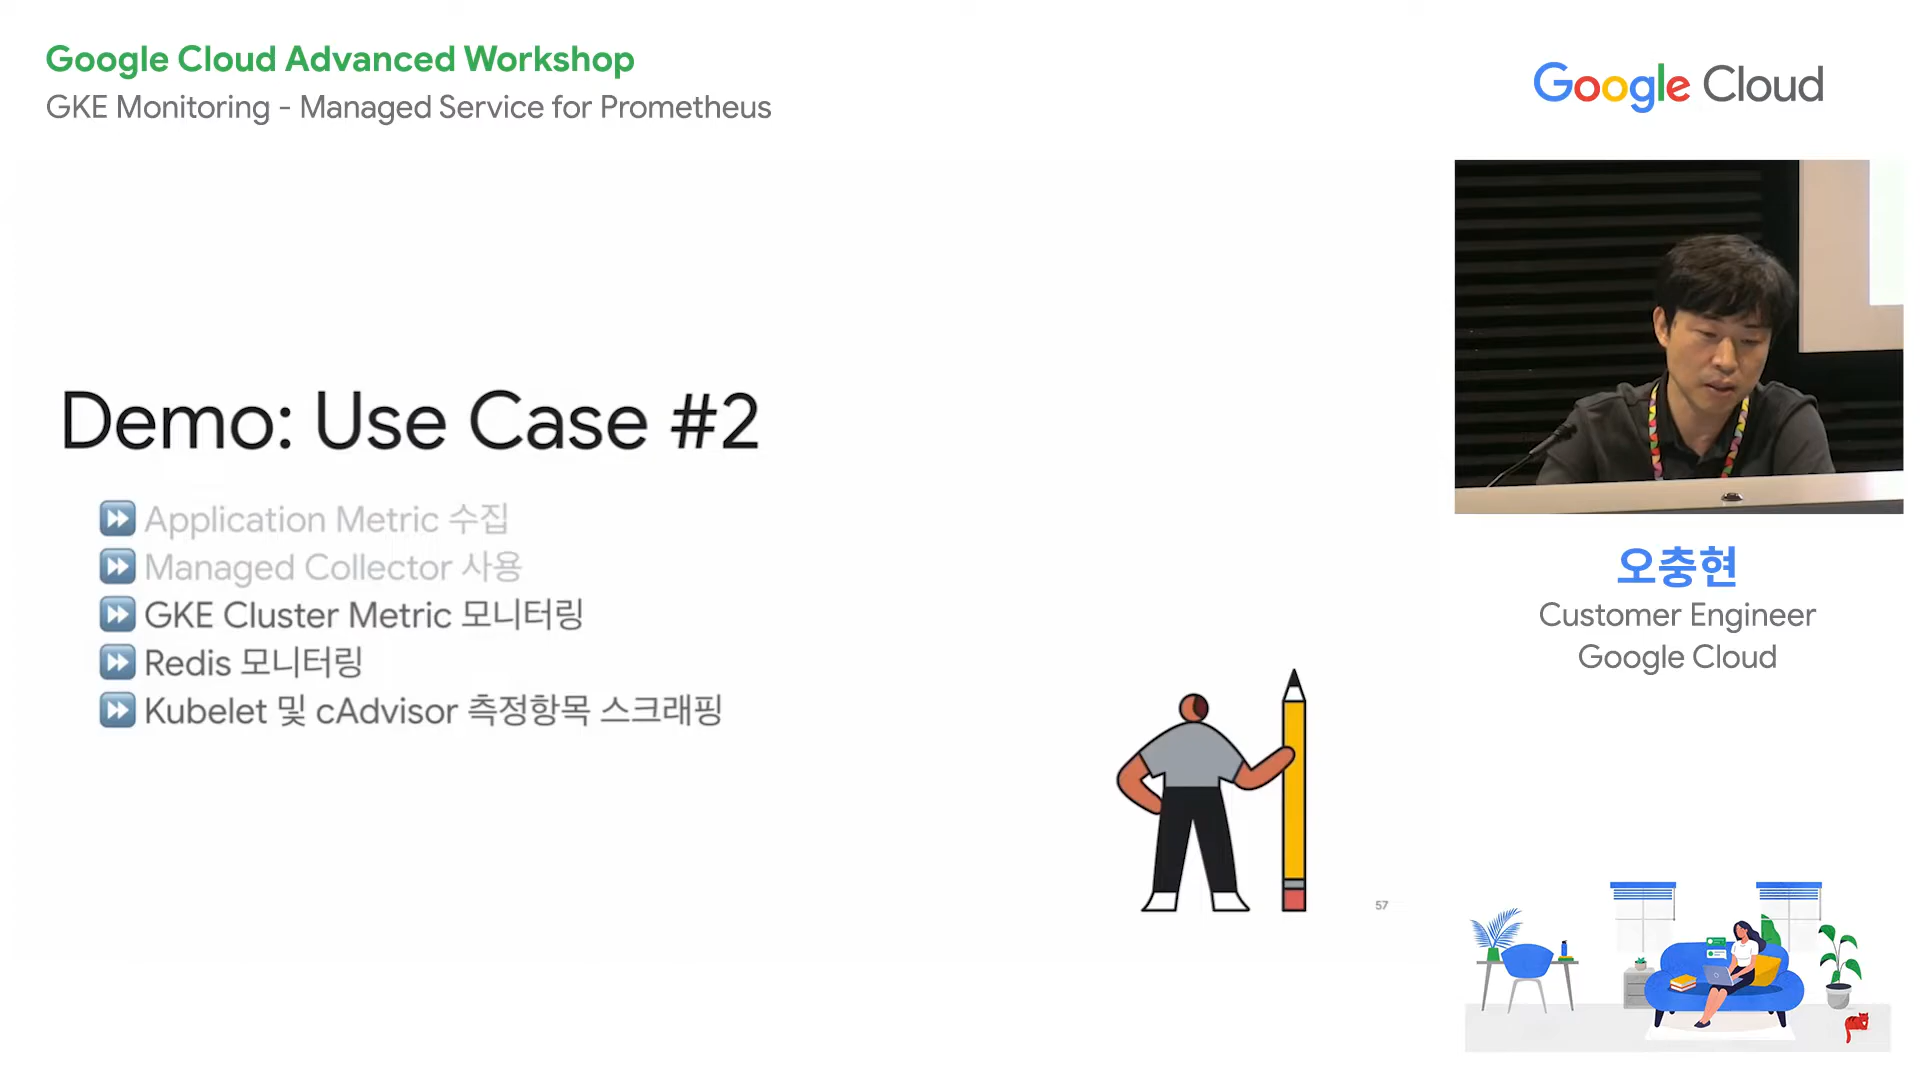 Google Cloud Advanced Workshop
GKE Monitoring - Managed Service for Prometheus
Google Cloud
Demo: Use Case #2
Application Metric 수집
Managed Collector 사용
GKE Cluster Metric 모니터링
Redis 모니터링
Kubelet 및 cAdvisor 측정항목 스크래핑
57
오충현
Customer Engineer
Google Cloud